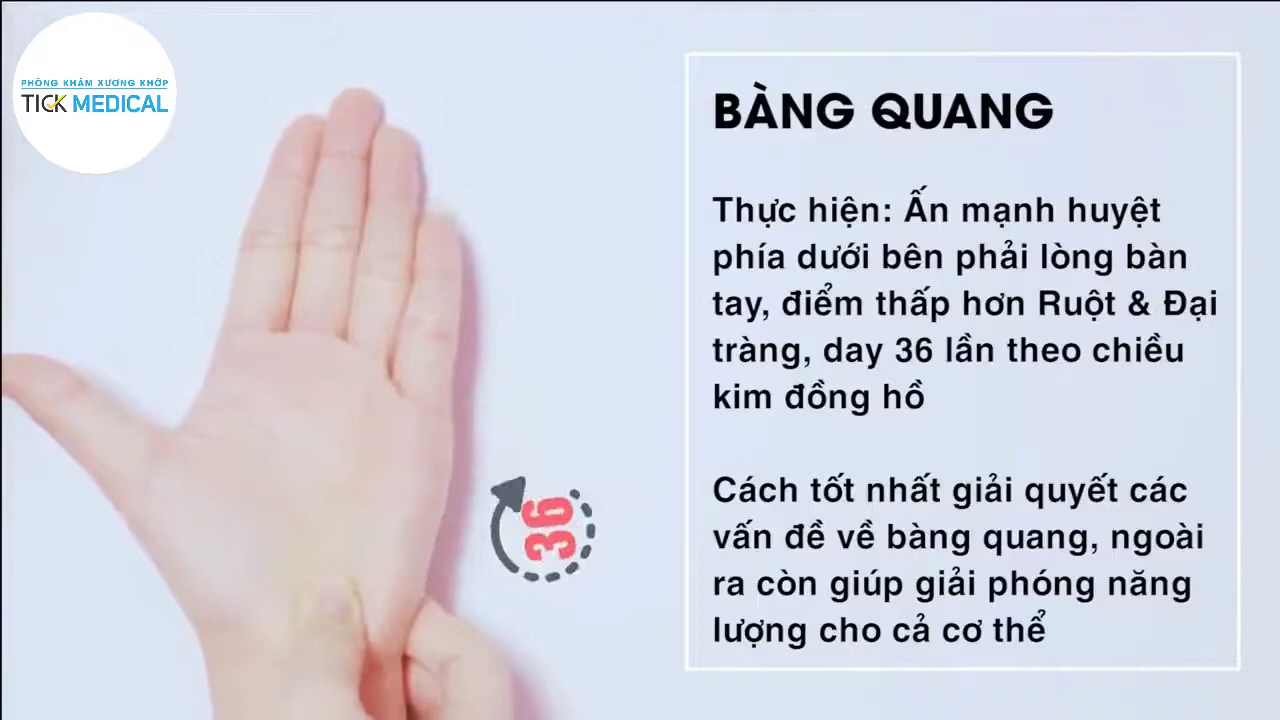 PHÒNG KHÁM XƯƠNG KHỚP
TICK MEDICAL
BÀNG QUANG
Thực hiện: Ấn mạnh huyệt
phía dưới bên phải lòng bàn
tay, điểm thấp hơn Ruột & Đại
tràng, day 36 lần theo chiều
kim đồng hồ
36
Cách tốt nhất giải quyết các
vấn đề về bàng quang, ngoài
ra còn giúp giải phóng năng
lượng cho cả cơ thể